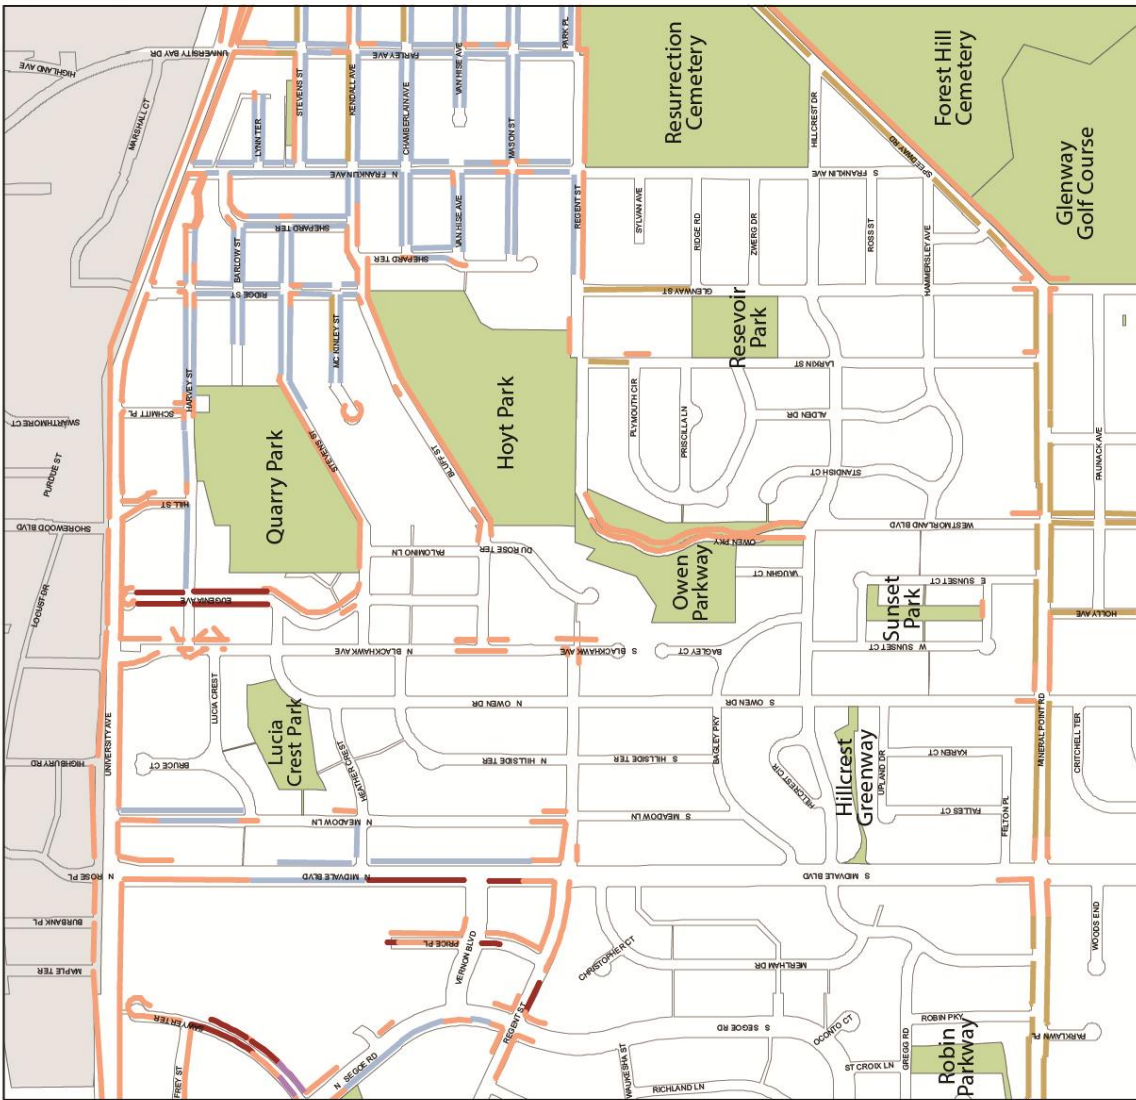 PARK PL
UNIVERSITY BAY DR
FARLEY AVE
HIGHLAND AVE
MARSHALL CT
STEVENS ST
KENDALL AVE
CHAMBERLAIN AVE
VAN HISE AVE
MASON ST
LYNN TER
Resurrection
Cemetery
Forest Hill
Cemetery
Glenway
Golf Course
HILLCREST DR
SPEEDWAY RD
N FRANKLIN AVE
S FRANKLIN AVE
REGENT ST
VAN HISE AVE
SHEPARD TER
SHEPARD TER
BARLOW ST
RIDGE ST
SYLVAN AVE
RIDGE RD
ZWERG DR
ROSS ST
HAMMERSLEY AVE
GLENWAY ST
MC KINLEY ST
HARVEY ST
SCHMITT PL
Resevoir
Park
LARKIN ST
PLYMOUTH CIR
PRISCILLA LN
ALDEN DR
STANDISH CT
Hoyt Park
Quarry Park
STEVENS ST
BLUFF ST
SWARTHMORE CT
PURDUE ST
SHOREWOOD BLVD
HILL ST
PAUNACK AVE
WESTMORLAND BLVD
OWEN PKY
PALOMINO LN
DU ROSE TER
VAUGHN CT
Owen
Parkway
Sunset
Park
E SUNSET CT
W SUNSET CT
HOLLY AVE
LOCUST DR
EUGENIA AVE
N BLACKHAWK AVE
S BLACKHAWK AVE
BAGLEY CT
UNIVERSITY AVE
LUCIA CREST
Lucia
Crest Park
N OWEN DR
S OWEN DR
MINERAL POINT RD
CRITCHELL TER
HIGHBURY RD
BRUCE CT
HEATHER CREST
N HILLSIDE TER
S HILLSIDE TER
BAGLEY PKY
HILLCREST CIR
Hillcrest
Greenway
UPLAND DR
KAREN CT
FALLES CT
FELTON PL
N MEADOW LN
S MEADOW LN
N ROSE PL
N MIDVALE BLVD
S MIDVALE BLVD
BURBANK PL
MAPLE TER
PRICE PL
VERNON BLVD
CHRISTOPHER CT
MERLHAM DR
WOODS END
SAWYER TER
REGENT ST
N SEGOE RD
S SEGOE RD
OCONTO CT
ROBIN PKY
PARKLAWN PL
FREY ST
WAUKESHA ST
RICHLAND LN
ST CROIX LN
GREGG RD
Robin
Parkway